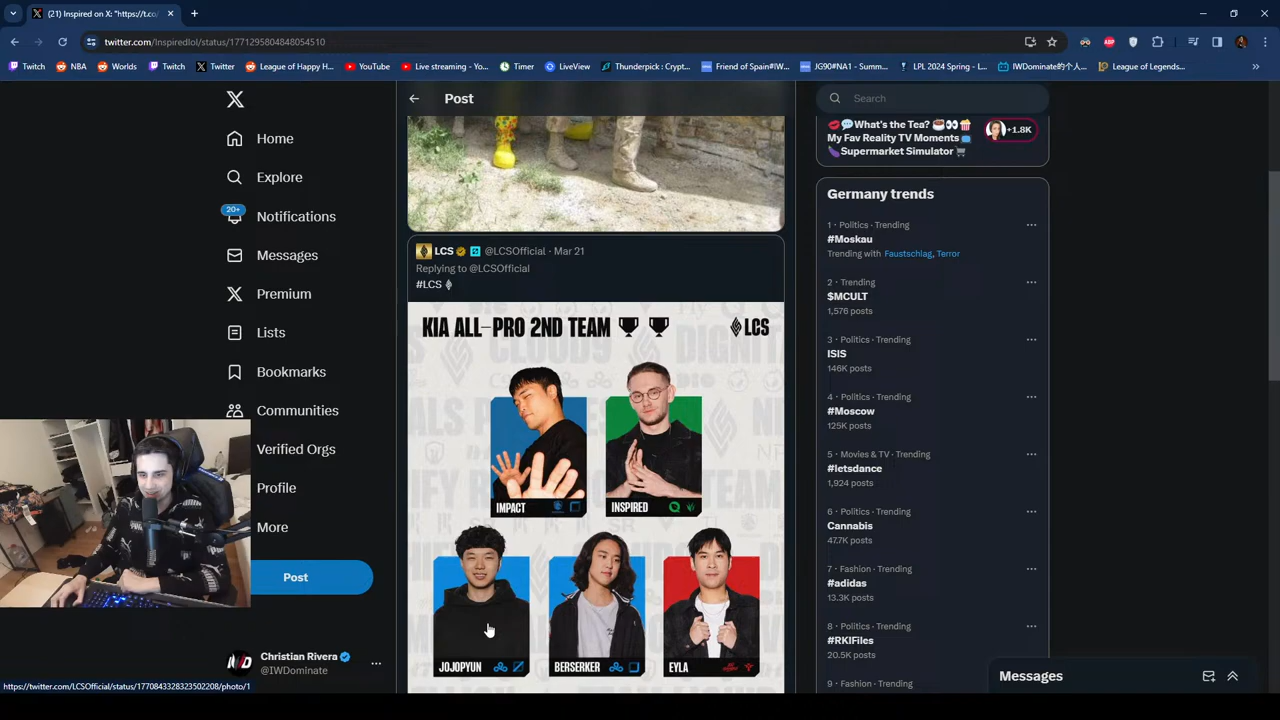 (21) Inspired on X: "https://t.co/
twitter.com/Inspiredlol/status/1771295804848054510
Twitch
NBA
Worlds
Twitch
Twitter
League of Happy H...
YouTube
Live streaming - Yo...
Timer
LiveView
Thunderpick : Crypt...
Friend of Spain#IW...
JG90#NA1 - Summ...
LPL 2024 Spring - L...
IWDominate的个人...
League of Legends...
Home
Explore
20+
Notifications
Messages
Premium
Lists
Bookmarks
Communities
Verified Orgs
Profile
More
Post
Christian Rivera
@IWDominate
https://twitter.com/LCSOfficial/status/1770843328323502208/photo/1
Post
LCS @LCSOfficial · Mar 21
Replying to @LCSOfficial
#LCS
KIA ALL-PRO 2ND TEAM
LCS
IMPACT
INSPIRED
JOJOPYUN
BERSERKER
EYLA
Search
What's the Tea?
My Fav Reality TV Moments
Supermarket Simulator
+1.8K
Germany trends
1 · Politics · Trending
#Moskau
Trending with Faustschlag, Terror
2 · Trending
$MCULT
1,576 posts
3 · Politics · Trending
ISIS
146K posts
4 · Politics · Trending
#Moscow
125K posts
5 · Movies & TV · Trending
#letsdance
1,924 posts
6 · Politics · Trending
Cannabis
47.7K posts
7 · Fashion · Trending
#adidas
13.3K posts
8 · Politics · Trending
#RKIFiles
20.5K posts
9 · Fashion · Trending
Messages